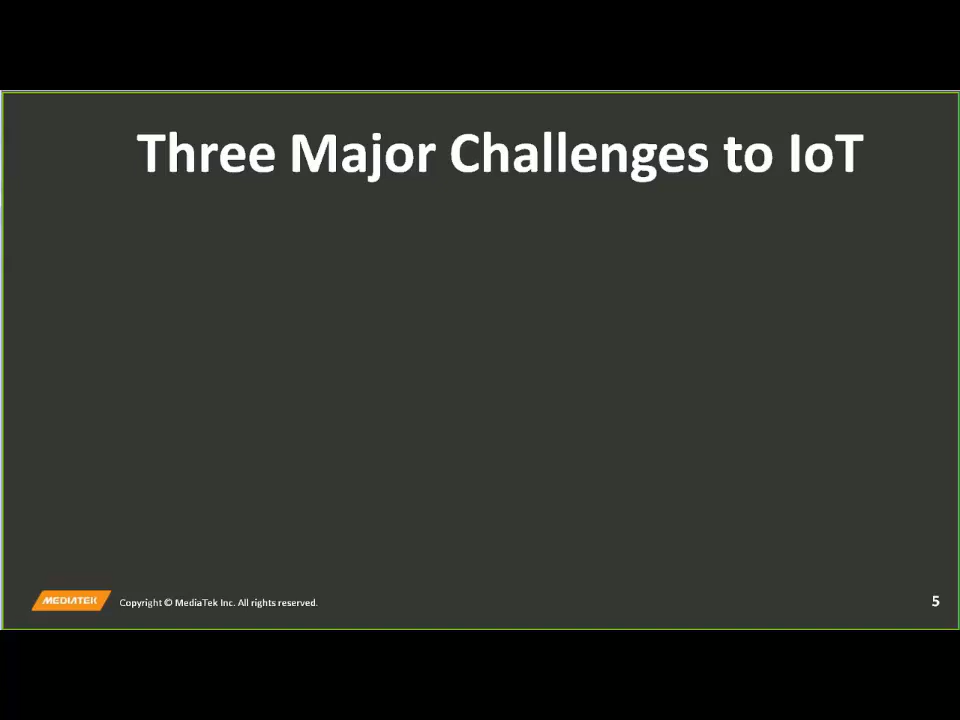 Three Major Challenges to IoT
MEDIATEK
Copyright © MediaTek Inc. All rights reserved.
5